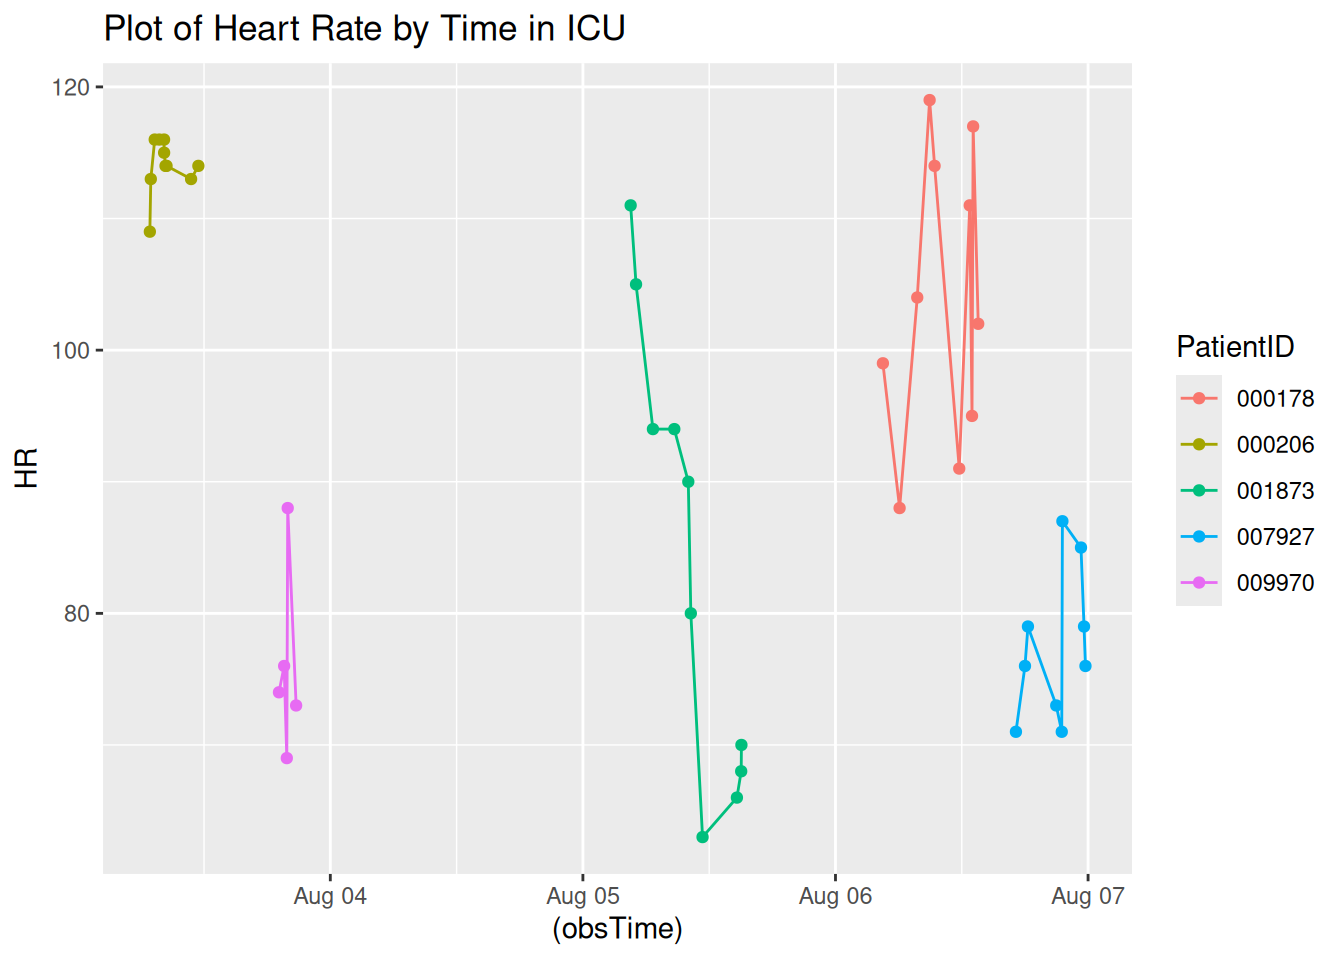 Plot of Heart Rate by Time in ICU
120
100
80
HR
Aug 04
Aug 05
Aug 06
Aug 07
(obsTime)
PatientID
000178
000206
001873
007927
009970